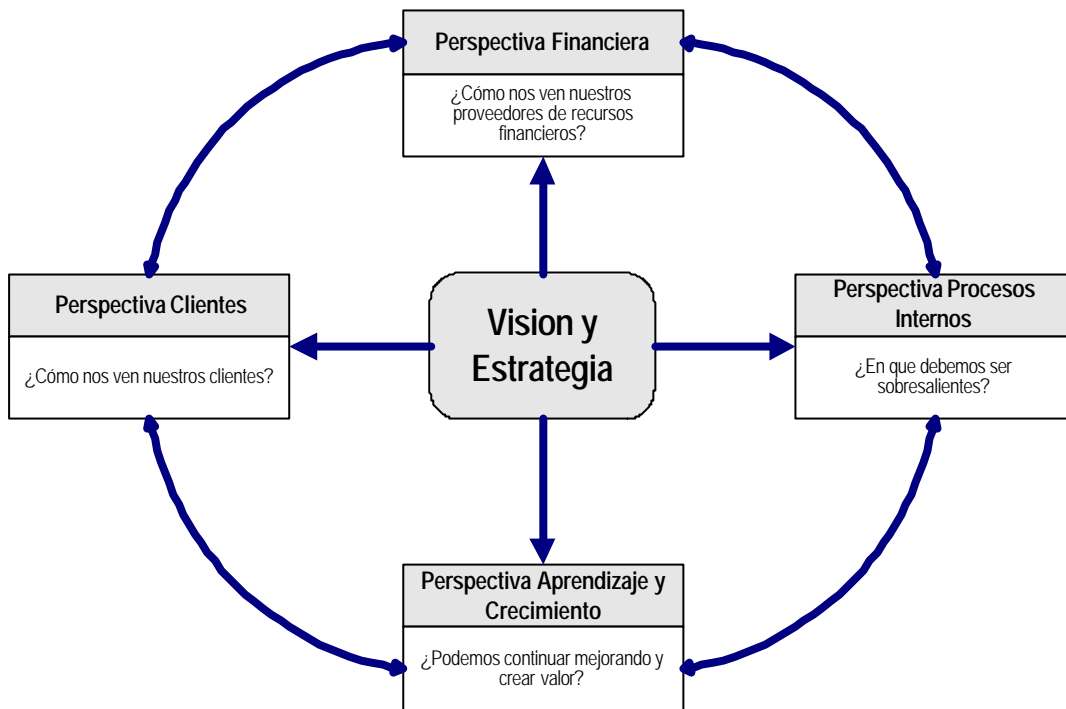 Perspectiva Financiera
¿Cómo nos ven nuestros
proveedores de recursos
financieros?
Perspectiva Clientes
¿Cómo nos ven nuestros clientes?
Vision y
Estrategia
Perspectiva Procesos
Internos
¿En que debemos ser
sobresalientes?
Perspectiva Aprendizaje y
Crecimiento
¿Podemos continuar mejorando y
crear valor?